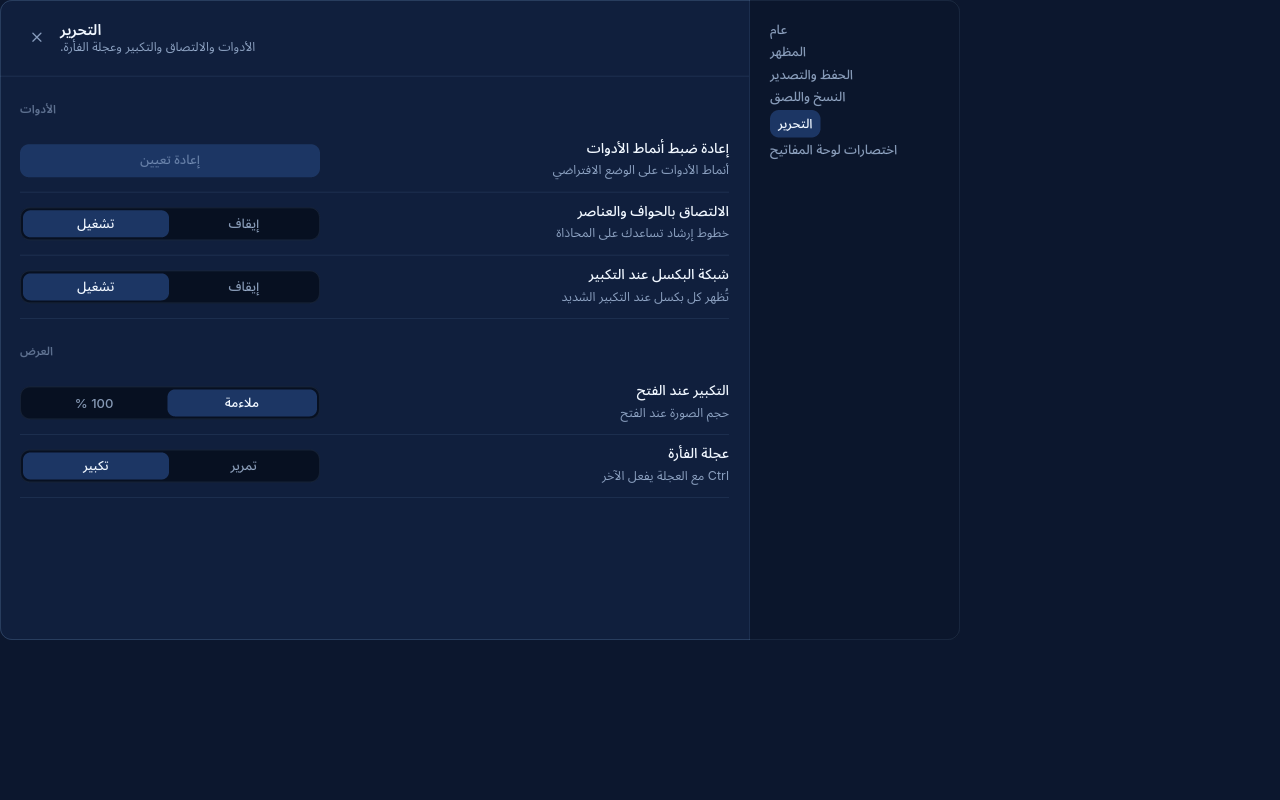 عام
المظهر
الحفظ والتصدير
النسخ واللصق
التحرير
اختصارات لوحة المفاتيح
التحرير
الأدوات والالتصاق والتكبير وعجلة الفأرة.
الأدوات
إعادة ضبط أنماط الأدوات
أنماط الأدوات على الوضع الافتراضي
إعادة تعيين
الالتصاق بالحواف والعناصر
خطوط إرشاد تساعدك على المحاذاة
إيقاف
تشغيل
شبكة البكسل عند التكبير
تُظهر كل بكسل عند التكبير الشديد
إيقاف
تشغيل
العرض
التكبير عند الفتح
حجم الصورة عند الفتح
ملاءمة
100 %
عجلة الفأرة
Ctrl مع العجلة يفعل الآخر
تمرير
تكبير